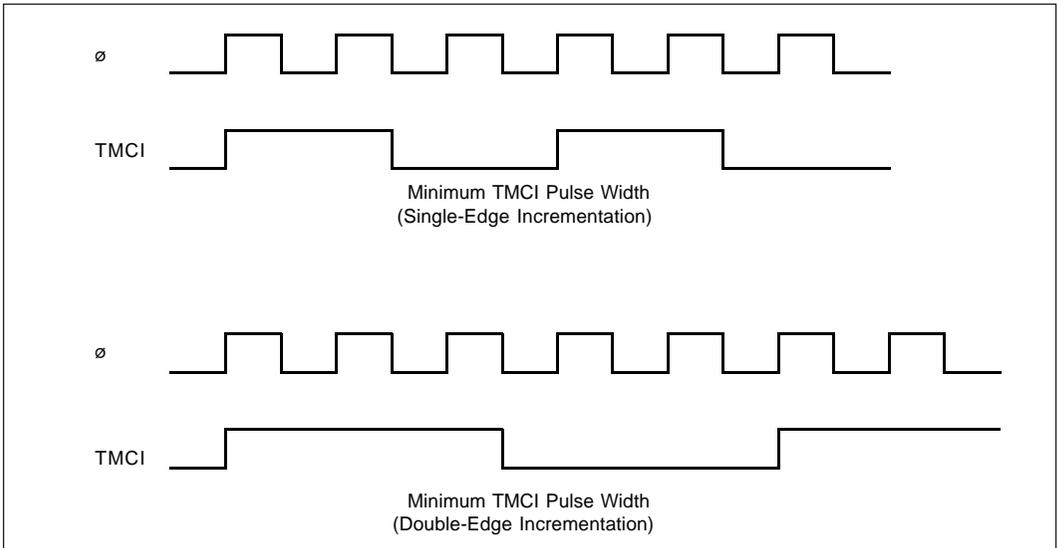 ø
TMCI
Minimum TMCI Pulse Width
(Single-Edge Incrementation)
ø
TMCI
Minimum TMCI Pulse Width
(Double-Edge Incrementation)